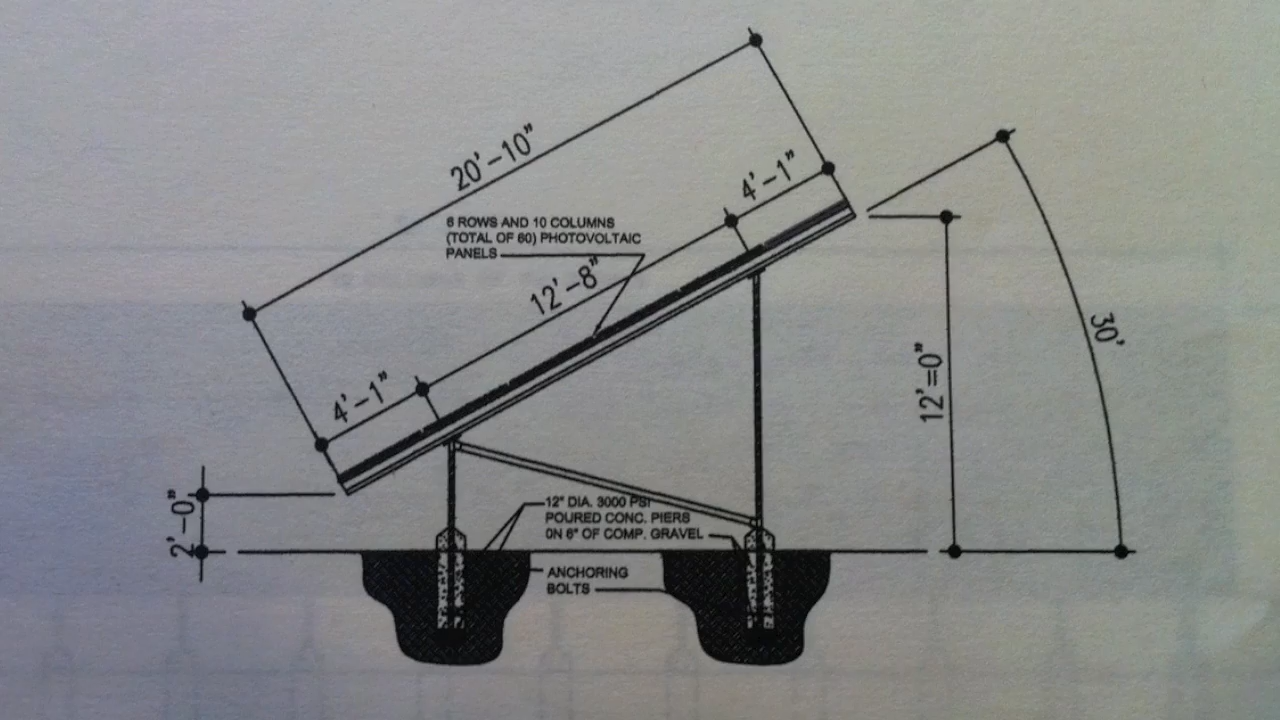 20'–10"
4'–1"
6 ROWS AND 10 COLUMNS
(TOTAL OF 60) PHOTOVOLTAIC
PANELS
12'–8"
30'
12'=0"
4'–1"
2'–0"
12" DIA. 3000 PSI
POURED CONC. PIERS
0N 6" OF COMP. GRAVEL
ANCHORING
BOLTS